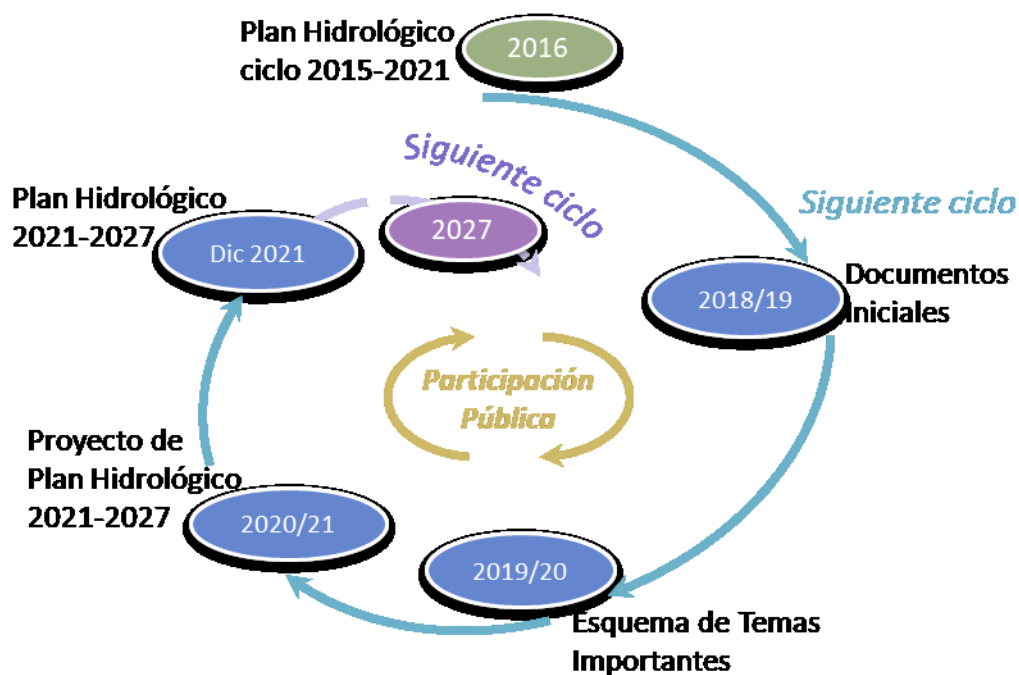 Plan Hidrológico
ciclo 2015-2021
2016
Siguiente ciclo
Siguiente ciclo
Plan Hidrológico
2021-2027
Dic 2021
2027
2018/19
Documentos
Iniciales
Participación
Pública
Proyecto de
Plan Hidrológico
2021-2027
2020/21
2019/20
Esquema de Temas
Importantes